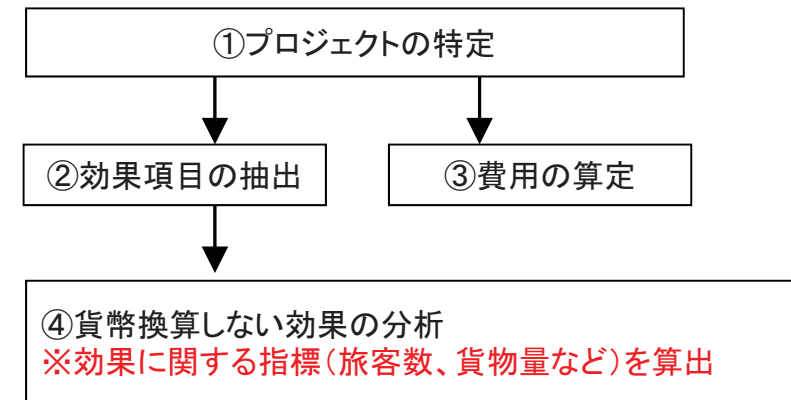 ①プロジェクトの特定
②効果項目の抽出
③費用の算定
④貨幣換算しない効果の分析
※効果に関する指標(旅客数、貨物量など)を算出